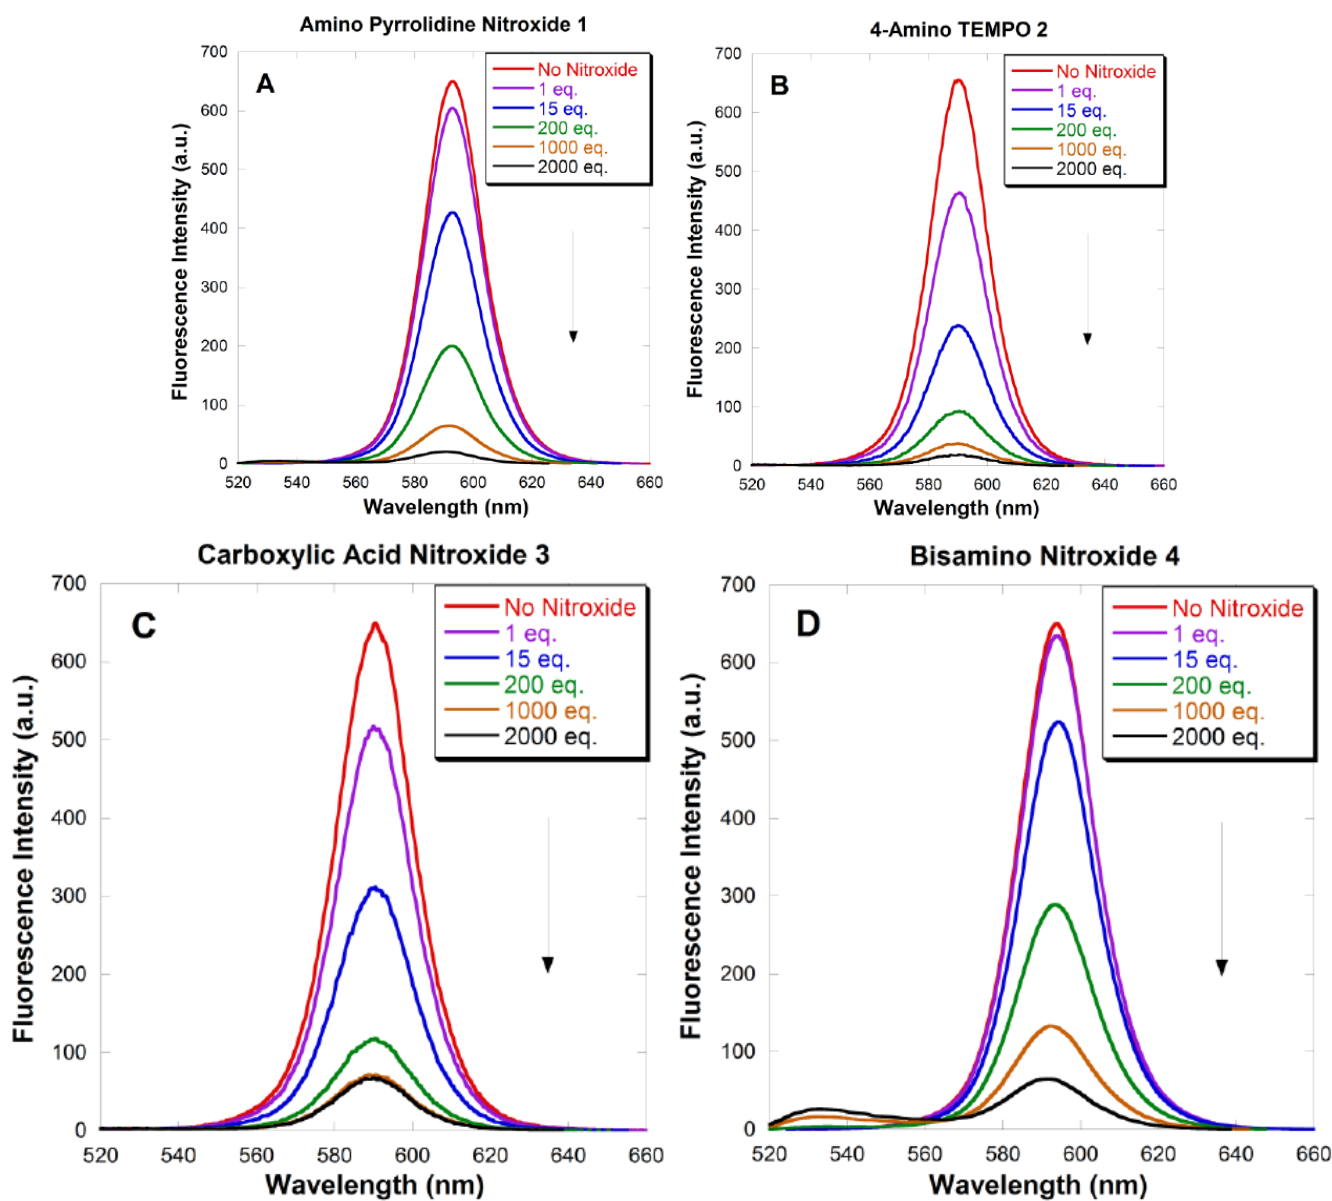 Amino Pyrrolidine Nitroxide 1
A
700
600
500
400
300
200
100
0
Fluorescence Intensity (a.u.)
No Nitroxide
1 eq.
15 eq.
200 eq.
1000 eq.
2000 eq.
520 540 560 580 600 620 640 660
Wavelength (nm)
4-Amino TEMPO 2
B
700
600
500
400
300
200
100
0
Fluorescence Intensity (a.u.)
No Nitroxide
1 eq.
15 eq.
200 eq.
1000 eq.
2000 eq.
520 540 560 580 600 620 640 660
Wavelength (nm)
Carboxylic Acid Nitroxide 3
C
700
600
500
400
300
200
100
0
Fluorescence Intensity (a.u.)
No Nitroxide
1 eq.
15 eq.
200 eq.
1000 eq.
2000 eq.
520 540 560 580 600 620 640 660
Wavelength (nm)
Bisamino Nitroxide 4
D
700
600
500
400
300
200
100
0
Fluorescence Intensity (a.u.)
No Nitroxide
1 eq.
15 eq.
200 eq.
1000 eq.
2000 eq.
520 540 560 580 600 620 640 660
Wavelength (nm)